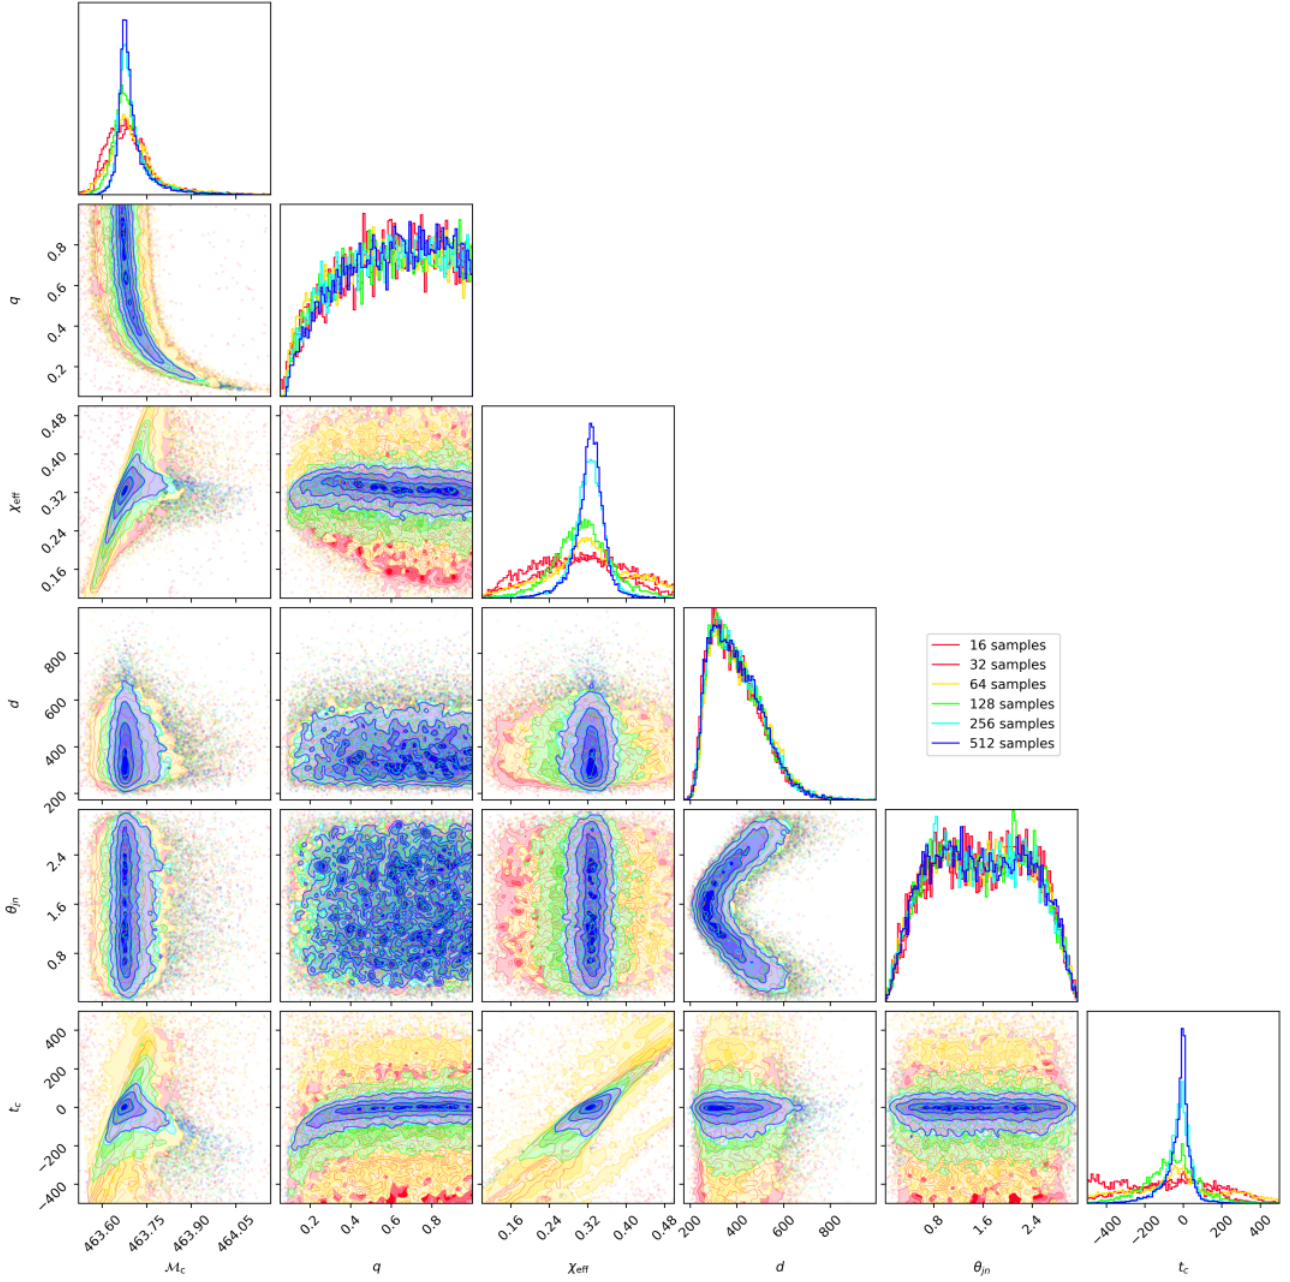 q
0.8
0.6
0.4
0.2
χeff
0.48
0.40
0.32
0.24
0.16
d
800
600
400
200
16 samples
32 samples
64 samples
128 samples
256 samples
512 samples
θjn
2.4
1.6
0.8
tc
400
200
0
−200
−400
463.60 463.75 463.90 464.05
0.2 0.4 0.6 0.8
0.16 0.24 0.32 0.40 0.48
200 400 600 800
0.8 1.6 2.4
−400 −200 0 200 400
ℳc q χeff d θjn tc